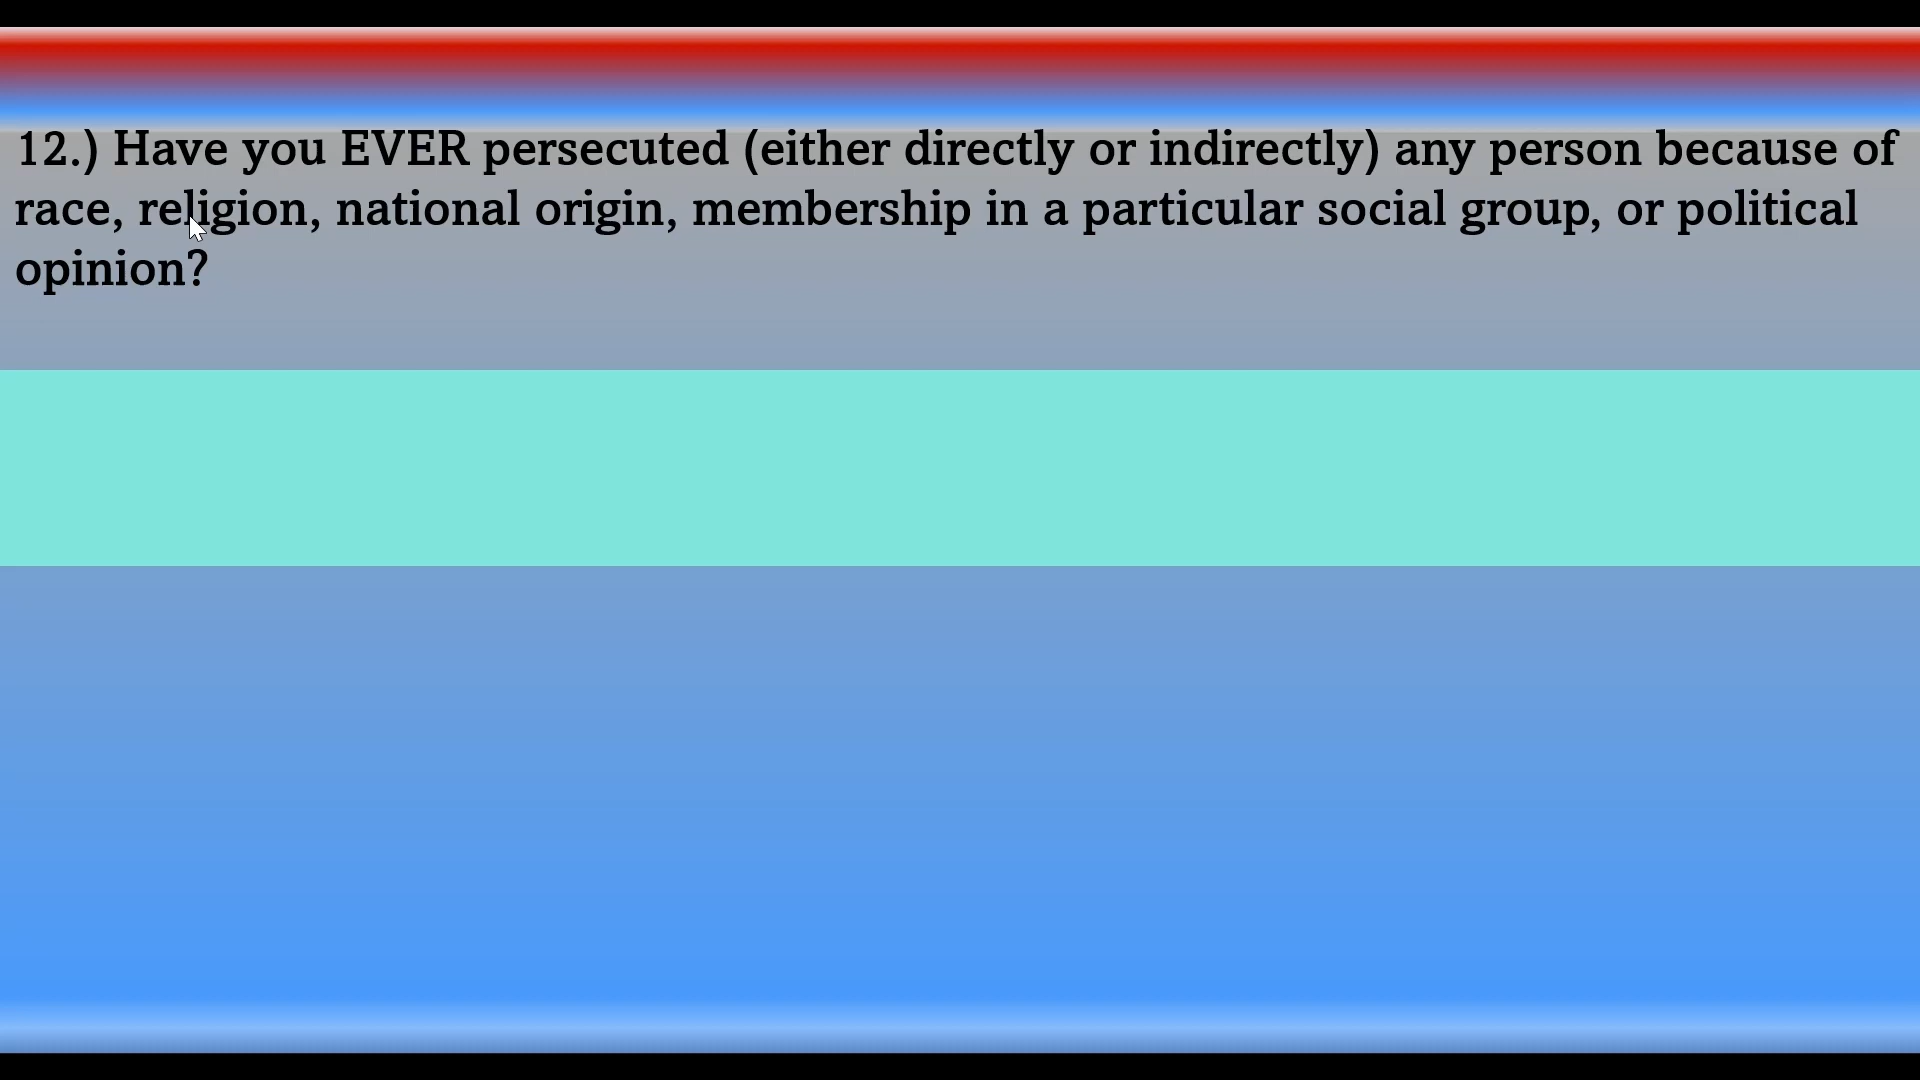 12.) Have you EVER persecuted (either directly or indirectly) any person because of
race, religion, national origin, membership in a particular social group, or political
opinion?